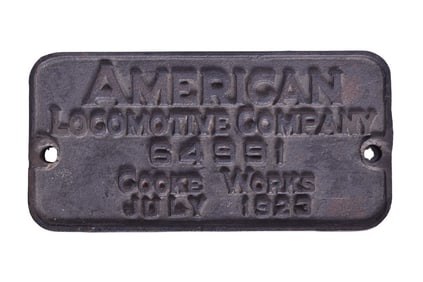 AMERICAN
LOCOMOTIVE COMPANY
64991
COOKE WORKS
JULY 1923